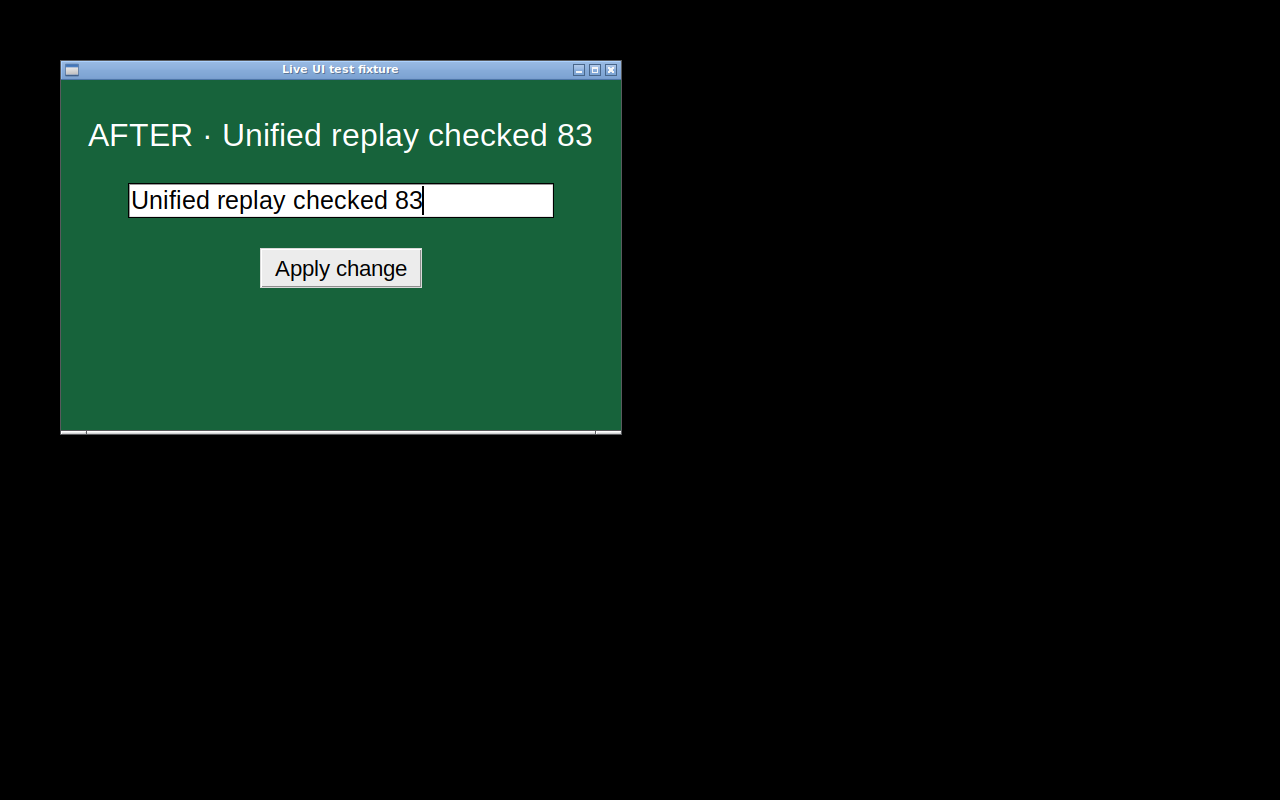 Live UI test fixture
AFTER · Unified replay checked 83
Unified replay checked 83
Apply change